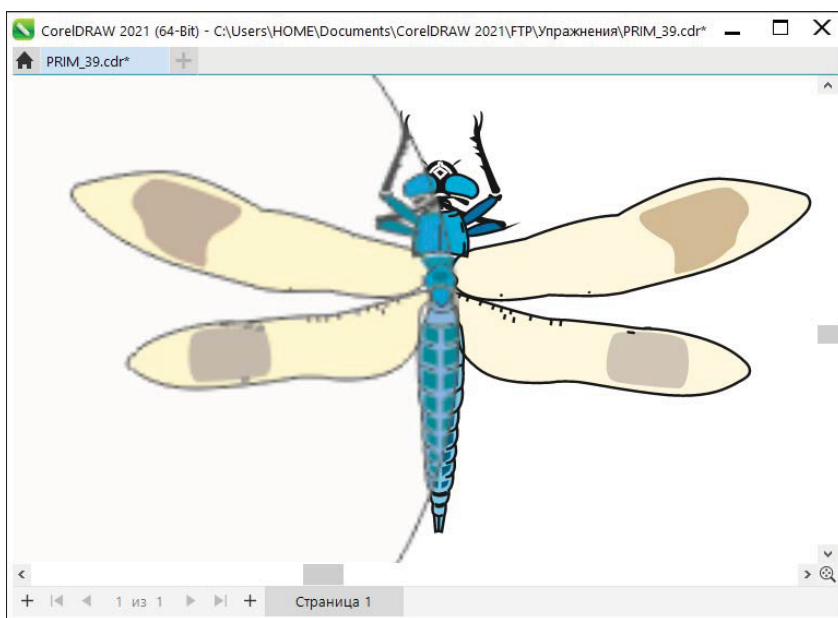 CorelDRAW 2021 (64-Bit) - C:\Users\HOME\Documents\CorelDRAW 2021\FTP\Упражнения\PRIM_39.cdr*
PRIM_39.cdr*
1 из 1
Страница 1